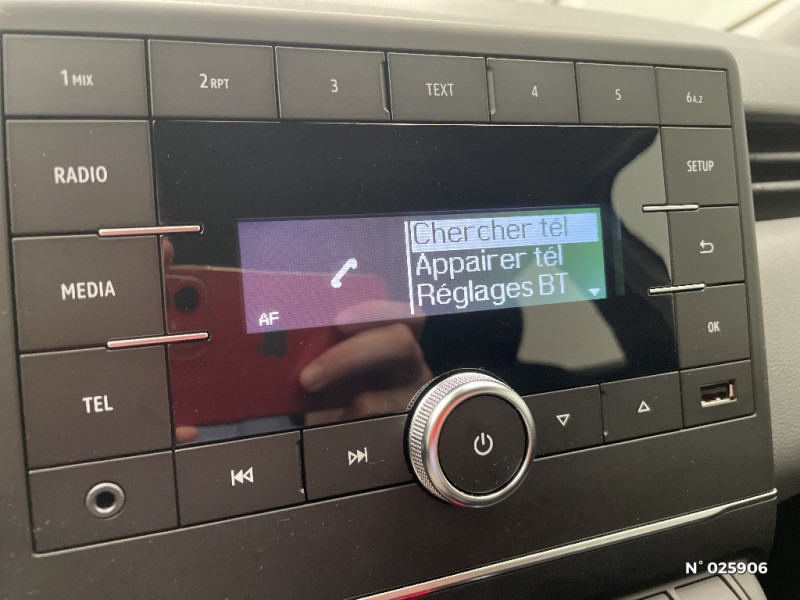 1 MIX
2 RPT
3
TEXT
4
5
6 A.Z
RADIO
SETUP
Chercher tél
Appairer tél
Réglages BT
MEDIA
AF
OK
TEL
N° 025906